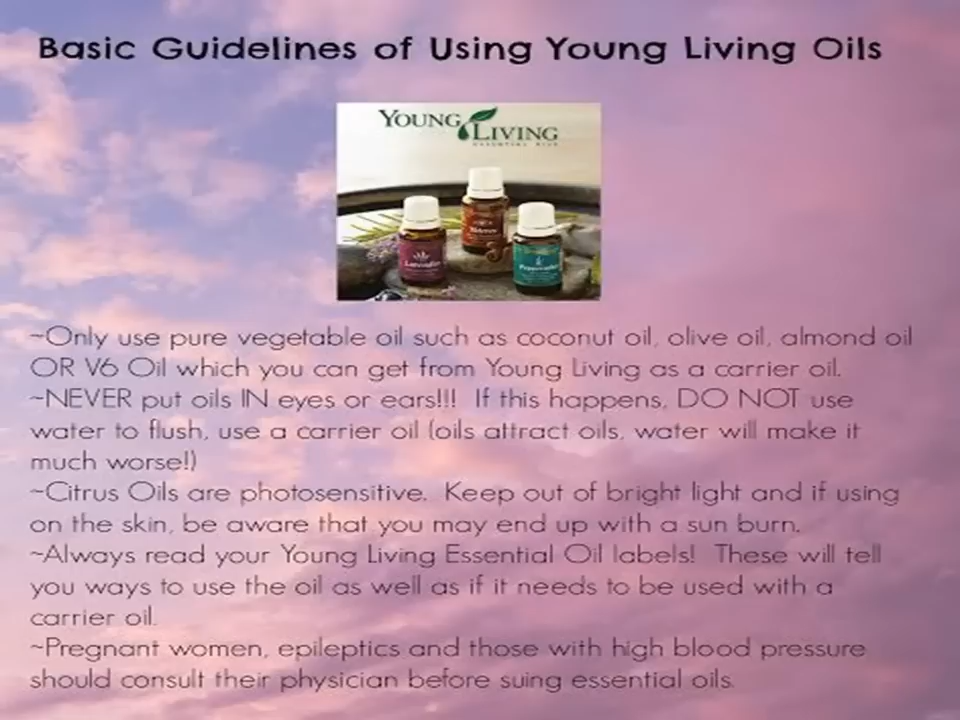 Basic Guidelines of Using Young Living Oils
YOUNG LIVING
ESSENTIAL OILS
Lavender
~Only use pure vegetable oil such as coconut oil, olive oil, almond oil
OR V6 Oil which you can get from Young Living as a carrier oil.
~NEVER put oils IN eyes or ears!!! If this happens, DO NOT use
water to flush, use a carrier oil (oils attract oils, water will make it
much worse!)
~Citrus Oils are photosensitive. Keep out of bright light and if using
on the skin, be aware that you may end up with a sun burn.
~Always read your Young Living Essential Oil labels! These will tell
you ways to use the oil as well as if it needs to be used with a
carrier oil.
~Pregnant women, epileptics and those with high blood pressure
should consult their physician before suing essential oils.